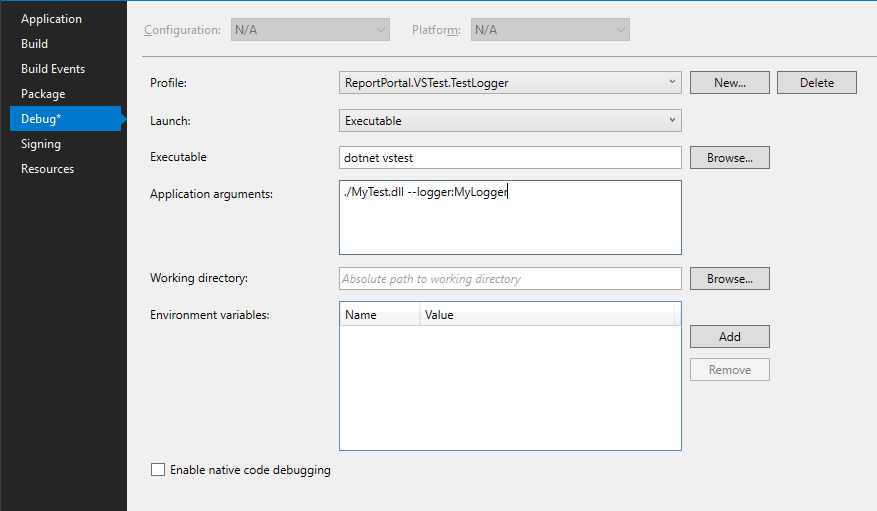 Application
Build
Build Events
Package
Debug*
Signing
Resources
Configuration: N/A Platform: N/A
Profile: ReportPortal.VSTest.TestLogger New... Delete
Launch: Executable
Executable dotnet vstest Browse...
Application arguments: ./MyTest.dll --logger:MyLogger
Working directory: Absolute path to working directory Browse...
Environment variables: Name Value
Add
Remove
Enable native code debugging